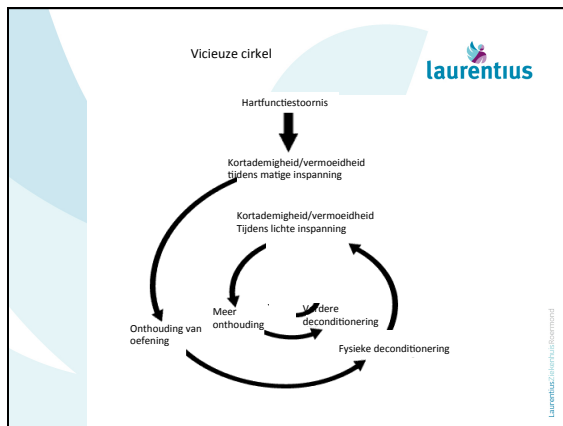 Vicieuze cirkel
laurentius
Hartfunctiestoornis
Kortademigheid/vermoeidheid
tijdens matige inspanning
Kortademigheid/vermoeidheid
Tijdens lichte inspanning
Meer
onthouding
Verdere
deconditionering
Onthouding van
oefening
Fysieke deconditionering
LaurentiusZiekenhuisRoermond